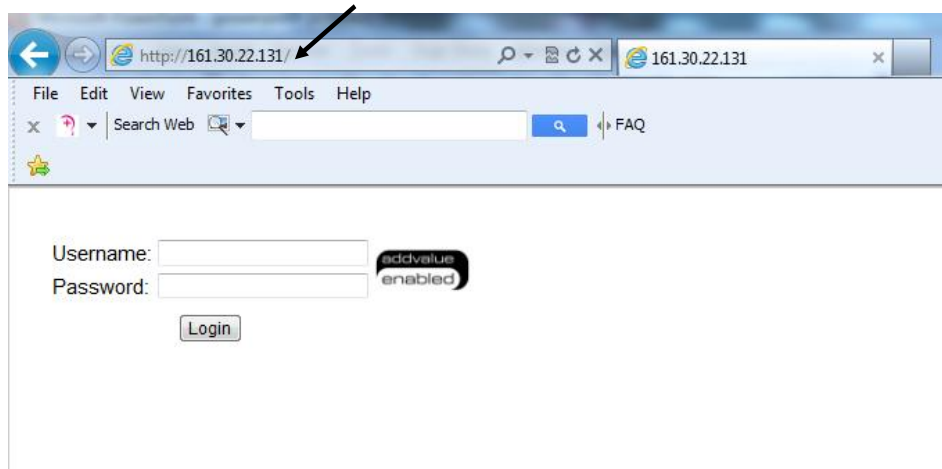 http://161.30.22.131/ 161.30.22.131
File Edit View Favorites Tools Help
Search Web FAQ
Username:
addvalue
enabled
Password:
Login